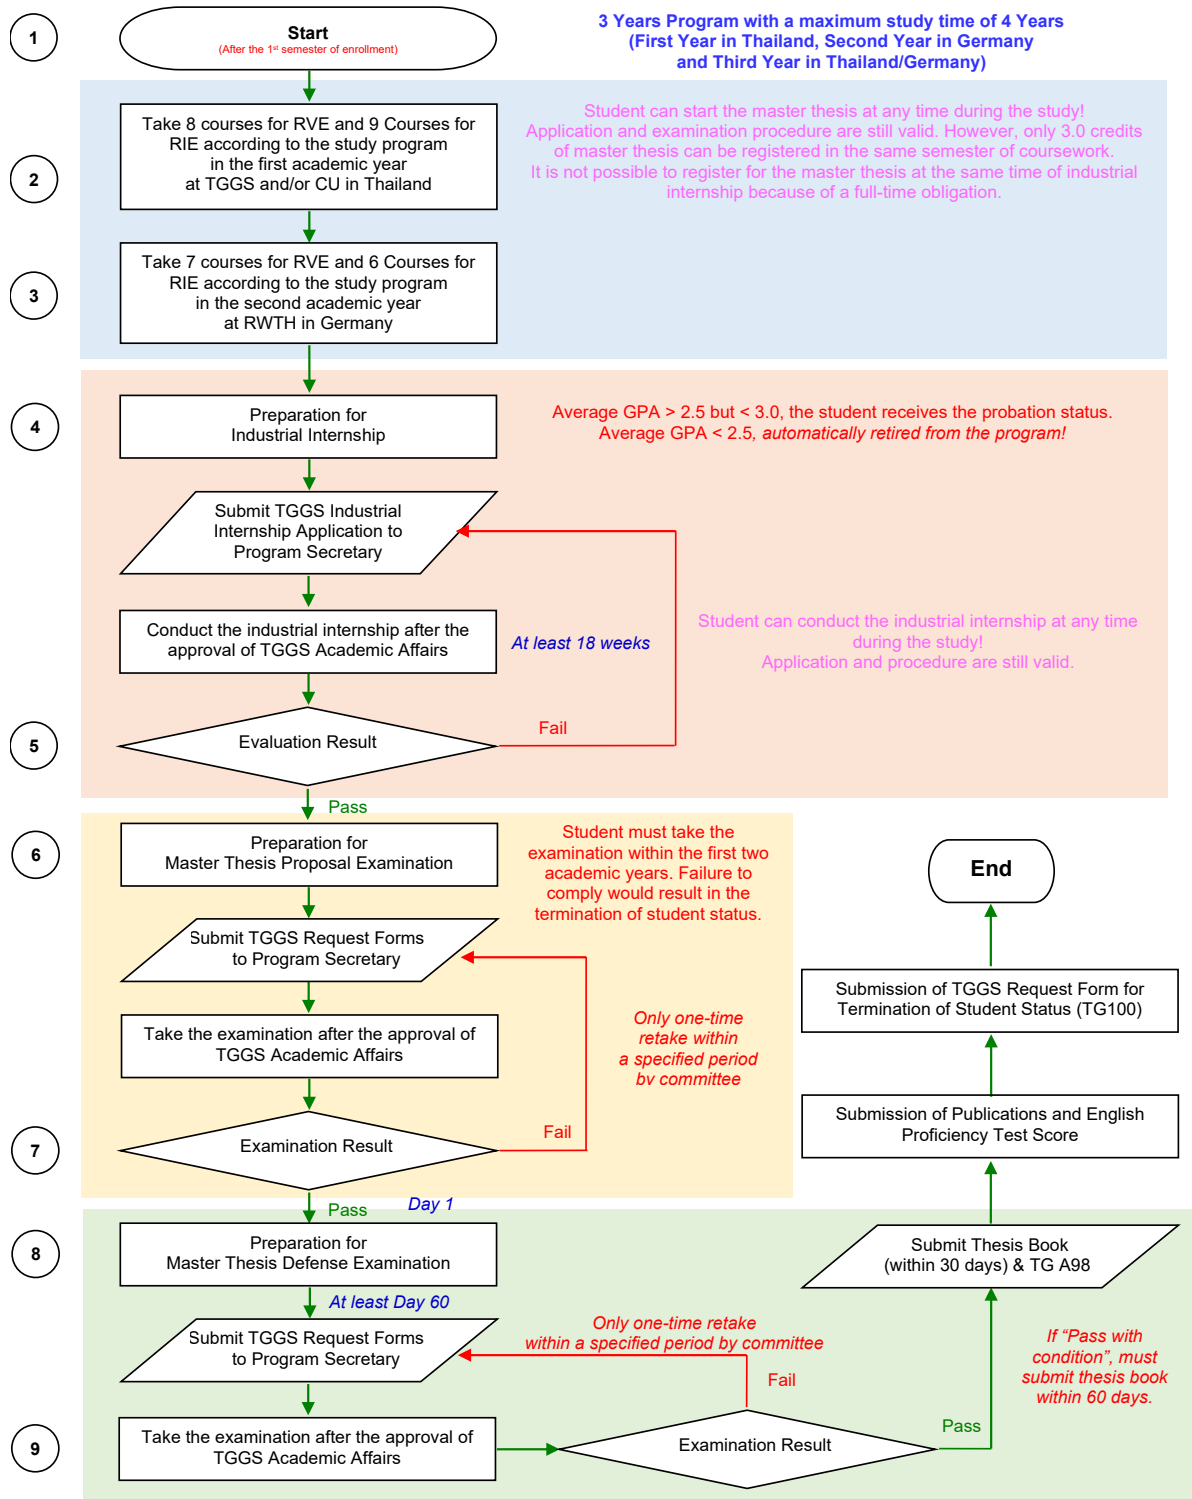 1
Start
(After the 1st semester of enrollment)
3 Years Program with a maximum study time of 4 Years
(First Year in Thailand, Second Year in Germany
and Third Year in Thailand/Germany)
2
Take 8 courses for RVE and 9 Courses for
RIE according to the study program
in the first academic year
at TGGS and/or CU in Thailand
Student can start the master thesis at any time during the study!
Application and examination procedure are still valid. However, only 3.0 credits
of master thesis can be registered in the same semester of coursework.
It is not possible to register for the master thesis at the same time of industrial
internship because of a full-time obligation.
3
Take 7 courses for RVE and 6 Courses for
RIE according to the study program
in the second academic year
at RWTH in Germany
4
Preparation for
Industrial Internship
Average GPA > 2.5 but < 3.0, the student receives the probation status.
Average GPA < 2.5, automatically retired from the program!
Submit TGGS Industrial
Internship Application to
Program Secretary
Conduct the industrial internship after the
approval of TGGS Academic Affairs
At least 18 weeks
Student can conduct the industrial internship at any time
during the study!
Application and procedure are still valid.
5
Evaluation Result
Fail
Pass
6
Preparation for
Master Thesis Proposal Examination
Student must take the
examination within the first two
academic years. Failure to
comply would result in the
termination of student status.
Submit TGGS Request Forms
to Program Secretary
Take the examination after the approval of
TGGS Academic Affairs
Only one-time
retake within
a specified period
by committee
7
Examination Result
Fail
Pass
Day 1
8
Preparation for
Master Thesis Defense Examination
At least Day 60
Submit TGGS Request Forms
to Program Secretary
Only one-time retake
within a specified period by committee
Fail
9
Take the examination after the approval of
TGGS Academic Affairs
Examination Result
Pass
If “Pass with
condition”, must
submit thesis book
within 60 days.
Submit Thesis Book
(within 30 days) & TG A98
Submission of Publications and English
Proficiency Test Score
Submission of TGGS Request Form for
Termination of Student Status (TG100)
End